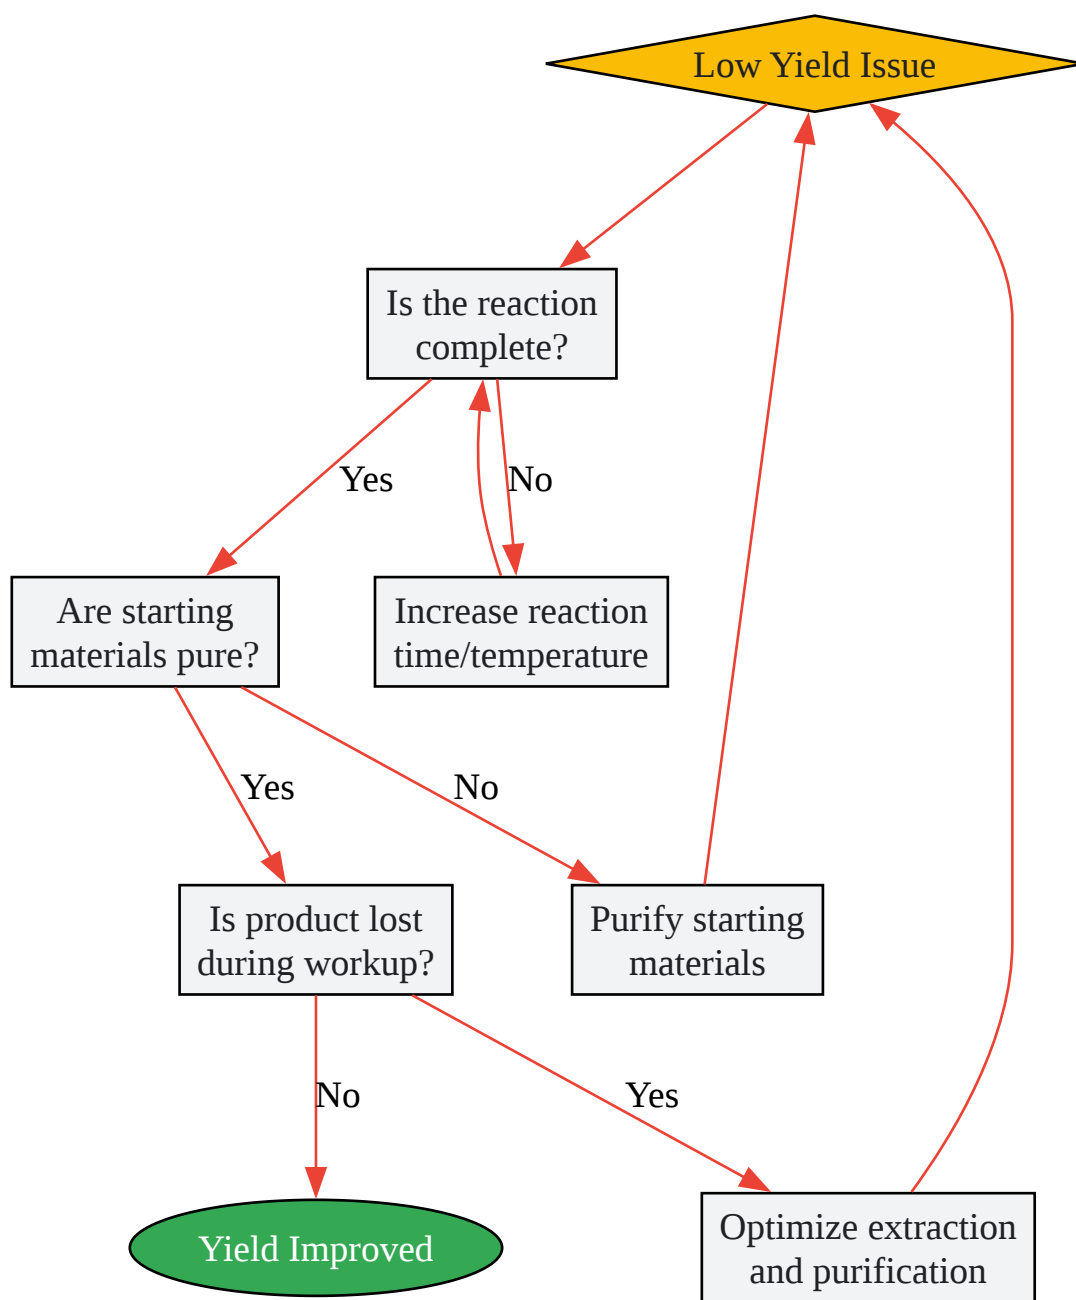 Low Yield Issue
Is the reaction
complete?
Yes
No
Are starting
materials pure?
Increase reaction
time/temperature
Yes
No
Is product lost
during workup?
Purify starting
materials
No
Yes
Yield Improved
Optimize extraction
and purification